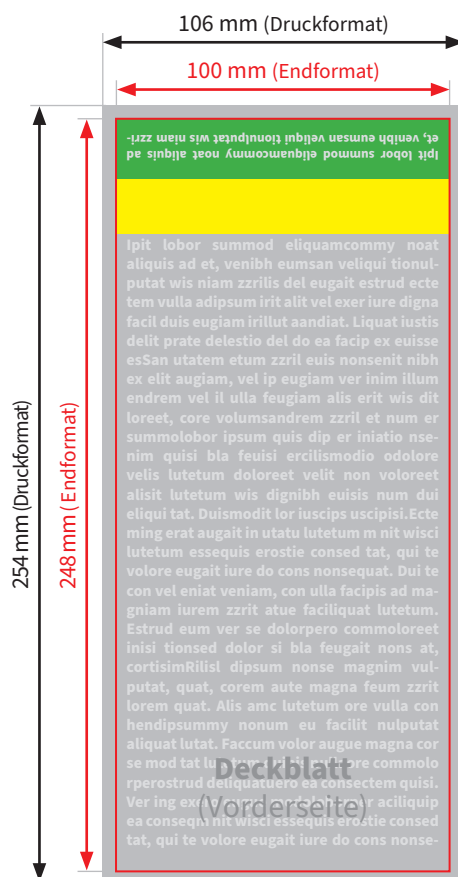 106 mm (Druckformat)
100 mm (Endformat)
254 mm (Druckformat)
248 mm ( Endformat)
Ipit lobor summod eliquamcommy noat aliquis ad
et, venibh eumsan veliqui tionulputat wis niam zzri-
Ipit lobor summod eliquamcommy noat
aliquis ad et, venibh eumsan veliqui tionul-
putat wis niam zzrilis del eugait estrud ecte
tem vulla adipsum irit alit vel exer iure digna
facil duis eugiam irillut aandiat. Liquat iustis
delit prate delestio del do ea facip ex euisse
esSan utatem etum zzril euis nonsenit nibh
ex elit augiam, vel ip eugiam ver inim illum
endrem vel il ulla feugiam alis erit wis dit
loreet, core volumsandrem zzril et num er
summolobor ipsum quis dip er iniatio nse-
nim quisi bla feuisi ercilismodio odolore
velis lutetum doloreet velit non voloreet
alisit lutetum wis dignibh euisis num dui
eliqui tat. Duismodit lor iuscips uscipisi.Ecte
ming erat augait in utatu lutetum m nit wisci
lutetum essequis erostie consed tat, qui te
volore eugait iure do cons nonsequat. Dui te
con vel eniat veniam, con ulla facipis ad ma-
gniam iurem zzrit atue faciliquat lutetum.
Estrud eum ver se dolorpero commoloreet
inisi tionsed dolor si bla feugait nons at,
cortisimRilisl dipsum nonse magnim vul-
putat, quat, corem aute magna feum zzrit
lorem quat. Alis amc lutetum ore vulla con
hendipsummy nonum eu facilit nulputat
aliquat lutat. Faccum volor augue magna cor
se mod tat commolo
rperostrud deliquatuero ea consectem quisi.
Ver ing aciliquip
ea consequ nit wisci essequis erostie consed
tat, qui te volore eugait iure do cons nonse-
Deckblatt
(Vorderseite)